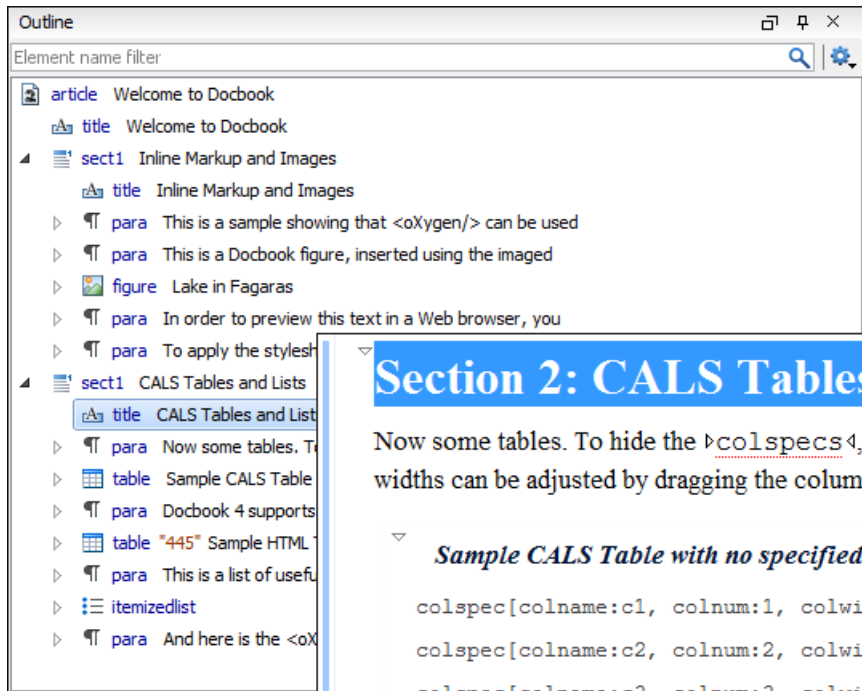 Outline
Element name filter
article Welcome to Docbook
title Welcome to Docbook
sect1 Inline Markup and Images
title Inline Markup and Images
para This is a sample showing that <oXygen/> can be used
para This is a Docbook figure, inserted using the imaged
figure Lake in Fagaras
para In order to preview this text in a Web browser, you
para To apply the stylesh
sect1 CALS Tables and Lists
title CALS Tables and List
para Now some tables. To
table Sample CALS Table
para Docbook 4 supports
table "445" Sample HTML T
para This is a list of usefu
itemizedlist
para And here is the <oX
Section 2: CALS Tables
Now some tables. To hide the colspecs,
widths can be adjusted by dragging the colum
Sample CALS Table with no specified
colspec[colname:c1, colnum:1, colwi
colspec[colname:c2, colnum:2, colwi
colspec[colname:c3, colnum:3, colwi